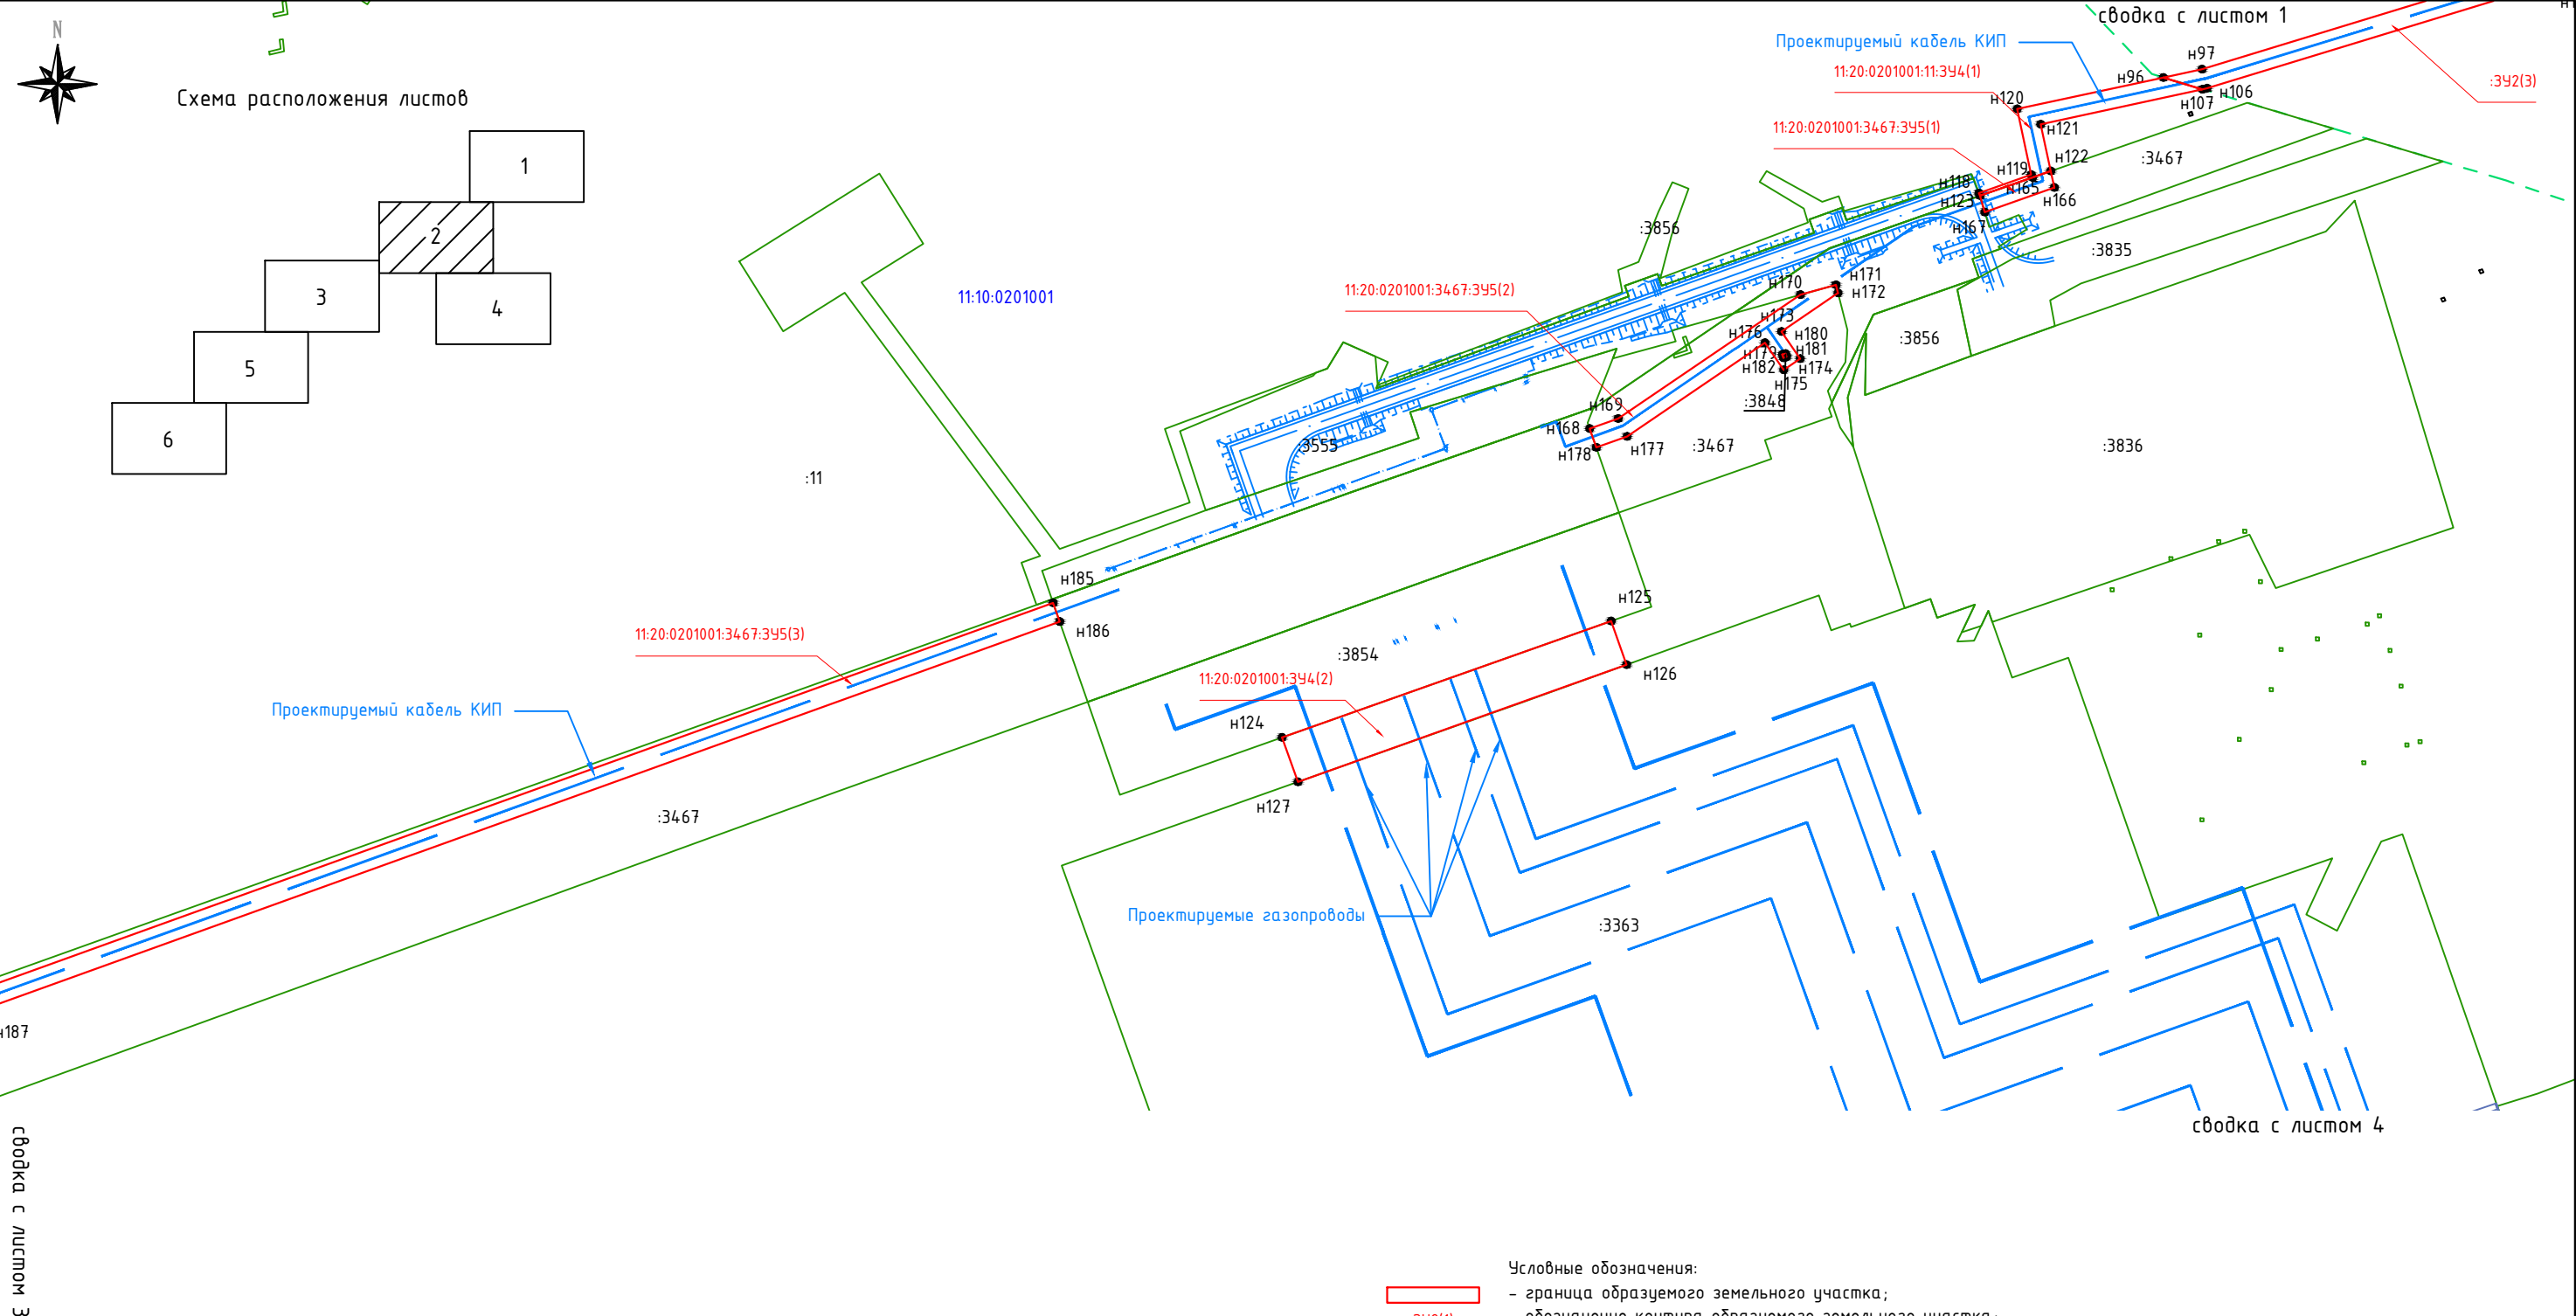 N
Схема расположения листов
1
2
3
4
5
6
сводка с листом 1
Проектируемый кабель КИП
11:20:0201001:11:ЗУ4(1)
11:20:0201001:3467:ЗУ5(1)
:ЗУ2(3)
н97
н96
н106
н107
н120
н121
н122
н119
н118
н165
н123
н166
н167
:3467
:3856
:3835
11:10:0201001
11:20:0201001:3467:ЗУ5(2)
н170
н171
н172
н173
н176
н180
н181
н182
н174
н175
:3848
:3856
н169
н168
н178
н177
:3467
:3836
:3555
:11
н185
н186
11:20:0201001:3467:ЗУ5(3)
н125
н126
:3854
11:20:0201001:ЗУ4(2)
н124
н127
Проектируемый кабель КИП
:3467
Проектируемые газопроводы
:3363
н187
сводка с листом 4
сводка с листом 3
Условные обозначения:
- граница образуемого земельного участка;